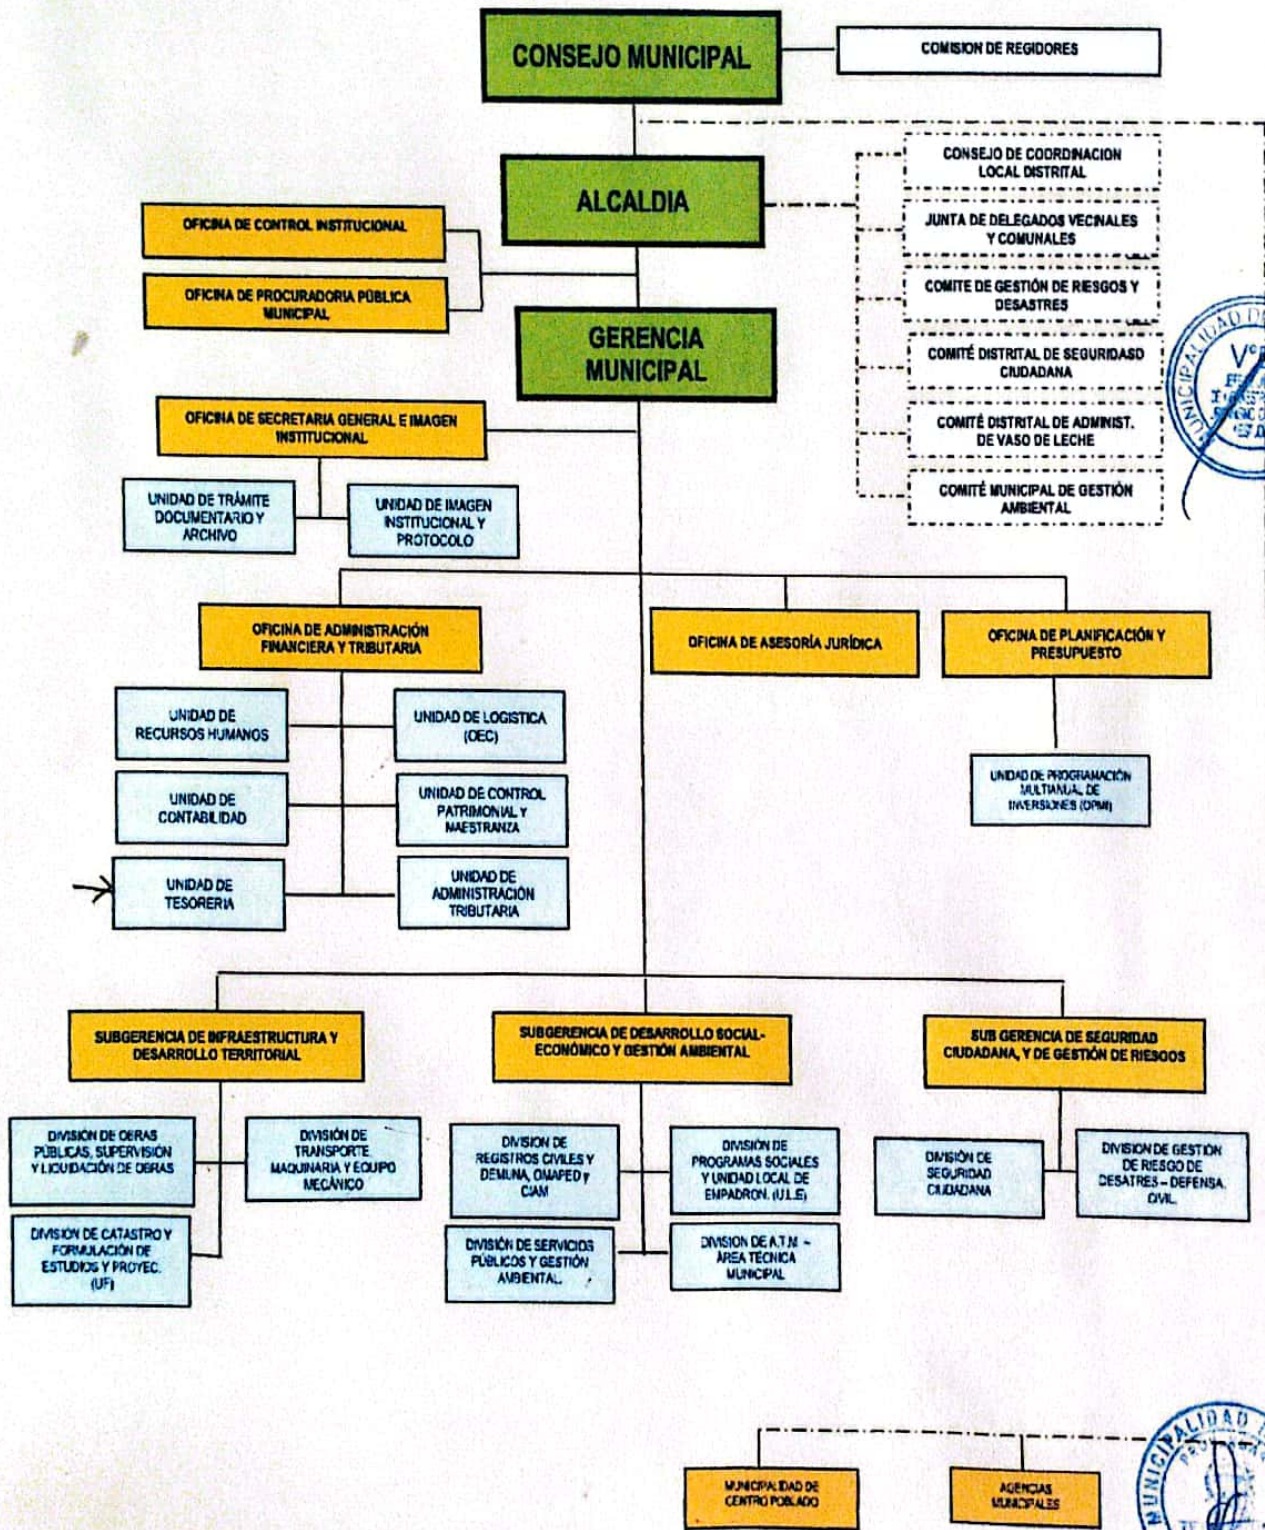 CONSEJO MUNICIPAL
COMISION DE REGIDORES
ALCALDIA
CONSEJO DE COORDINACION
LOCAL DISTRITAL
JUNTA DE DELEGADOS VECINALES
Y COMUNALES
COMITE DE GESTIÓN DE RIESGOS Y
DESASTRES
COMITÉ DISTRITAL DE SEGURIDASD
CIUDADANA
COMITÉ DISTRITAL DE ADMINIST.
DE VASO DE LECHE
COMITÉ MUNICIPAL DE GESTIÓN
AMBIENTAL
OFICINA DE CONTROL INSTITUCIONAL
OFICINA DE PROCURADORIA PÚBLICA
MUNICIPAL
GERENCIA
MUNICIPAL
MUNICIPALIDAD DE
VºB
OFICINA DE SECRETARIA GENERAL E IMAGEN
INSTITUCIONAL
UNIDAD DE TRÁMITE
DOCUMENTARIO Y
ARCHIVO
UNIDAD DE IMAGEN
INSTITUCIONAL Y
PROTOCOLO
OFICINA DE ADMINISTRACIÓN
FINANCIERA Y TRIBUTARIA
OFICINA DE ASESORÍA JURÍDICA
OFICINA DE PLANIFICACIÓN Y
PRESUPUESTO
UNIDAD DE
RECURSOS HUMANOS
UNIDAD DE LOGISTICA
(OEC)
UNIDAD DE
CONTABILIDAD
UNIDAD DE CONTROL
PATRIMONIAL Y
MAESTRANZA
UNIDAD DE
TESORERIA
UNIDAD DE
ADMINISTRACIÓN
TRIBUTARIA
UNIDAD DE PROGRAMACIÓN
MULTIANUAL DE
INVERSIONES (OPMI)
SUBGERENCIA DE INFRAESTRUCTURA Y
DESARROLLO TERRITORIAL
SUBGERENCIA DE DESARROLLO SOCIAL-
ECONÓMICO Y GESTIÓN AMBIENTAL
SUB GERENCIA DE SEGURIDAD
CIUDADANA, Y DE GESTIÓN DE RIESGOS
DIVISIÓN DE OBRAS
PÚBLICAS, SUPERVISIÓN
Y LIQUIDACIÓN DE OBRAS
DIVISIÓN DE
TRANSPORTE
MAQUINARIA Y EQUIPO
MECÁNICO
DIVISION DE CATASTRO Y
FORMULACIÓN DE
ESTUDIOS Y PROYEC.
(UF)
DIVISION DE
REGISTROS CIVILES Y
DEMUNA, OMAPED y
CIAM
DIVISIÓN DE
PROGRAMAS SOCIALES
Y UNIDAD LOCAL DE
EMPADRON. (U.L.E)
DIVISIÓN DE SERVICIOS
PÚBLICOS Y GESTIÓN
AMBIENTAL.
DIVISION DE A.T.M –
ÁREA TÉCNICA
MUNICIPAL
DIVISIÓN DE
SEGURIDAD
CIUDADANA
DIVISION DE GESTIÓN
DE RIESGO DE
DESATRES – DEFENSA
CIVIL.
MUNICIPALIDAD DE
CENTRO POBLADO
AGENCIAS
MUNICIPALES
MUNICIPALIDAD